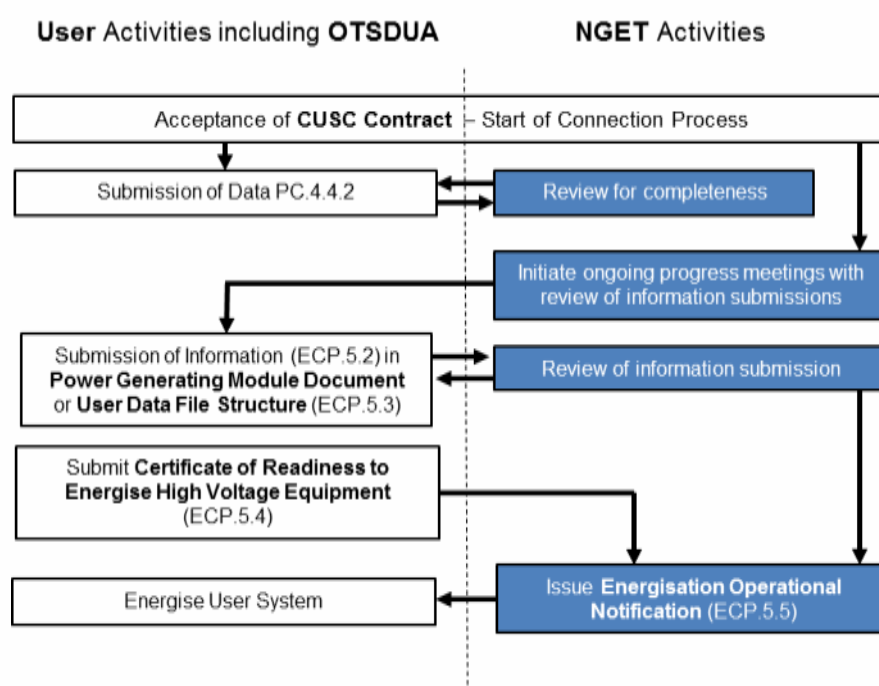 User Activities including OTSDUA
NGET Activities
Acceptance of CUSC Contract – Start of Connection Process
Submission of Data PC.4.4.2
Review for completeness
Initiate ongoing progress meetings with
review of information submissions
Submission of Information (ECP.5.2) in
Power Generating Module Document
or User Data File Structure (ECP.5.3)
Review of information submission
Submit Certificate of Readiness to
Energise High Voltage Equipment
(ECP.5.4)
Issue Energisation Operational
Notification (ECP.5.5)
Energise User System